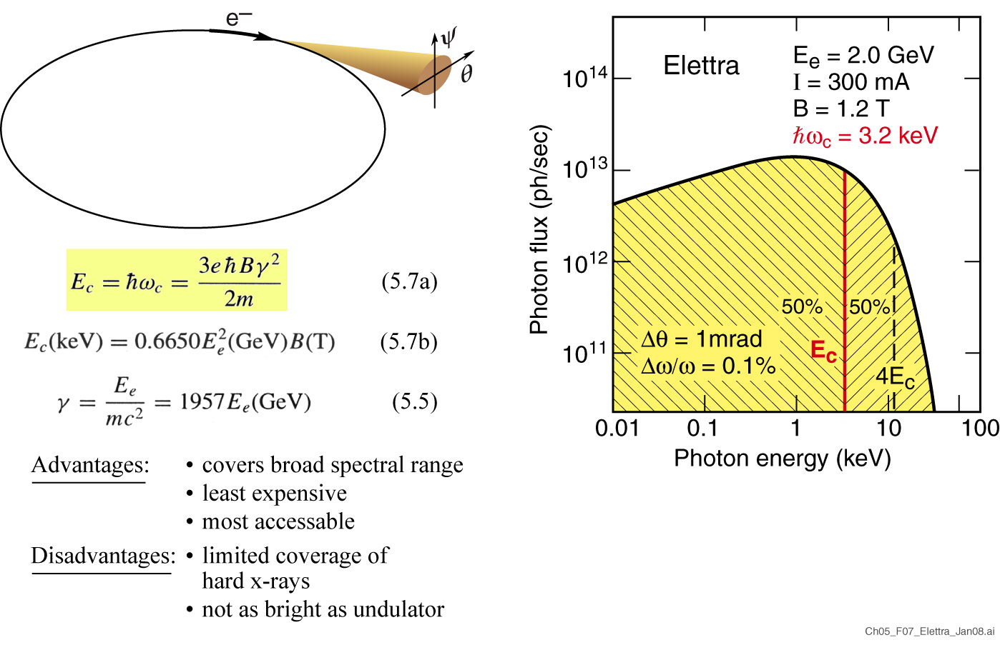 e–
ψ
θ
E_c = ħω_c = 3eħBγ² / 2m (5.7a)
E_c(keV) = 0.6650E_e²(GeV)B(T) (5.7b)
γ = E_e / mc² = 1957E_e(GeV) (5.5)
Advantages:
• covers broad spectral range
• least expensive
• most accessable
Disadvantages:
• limited coverage of
hard x-rays
• not as bright as undulator
Elettra
E_e = 2.0 GeV
I = 300 mA
B = 1.2 T
ħω_c = 3.2 keV
Photon flux (ph/sec)
10¹⁴
10¹³
10¹²
10¹¹
50%
50%
Δθ = 1mrad
Δω/ω = 0.1%
E_c
4E_c
0.01 0.1 1 10 100
Photon energy (keV)
Ch05_F07_Elettra_Jan08.ai